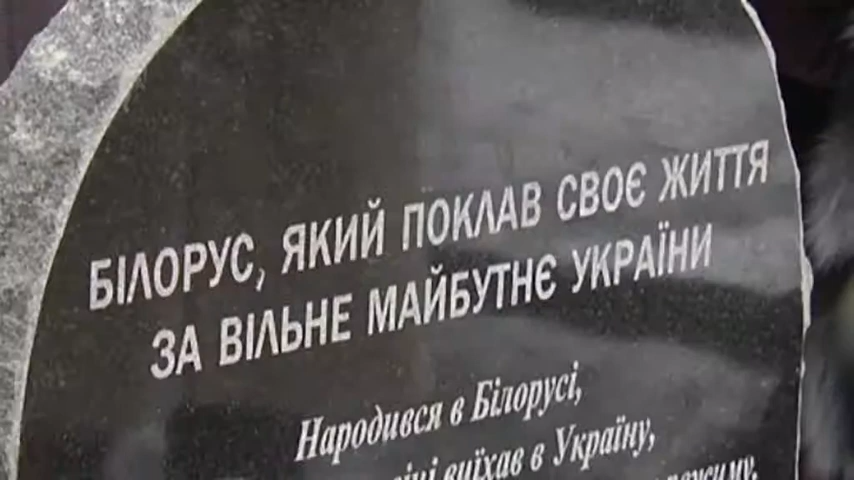 БІЛОРУС, ЯКИЙ ПОКЛАВ СВОЄ ЖИТТЯ
ЗА ВІЛЬНЕ МАЙБУТНЄ УКРАЇНИ
Народився в Білорусі,
виїхав в Україну,